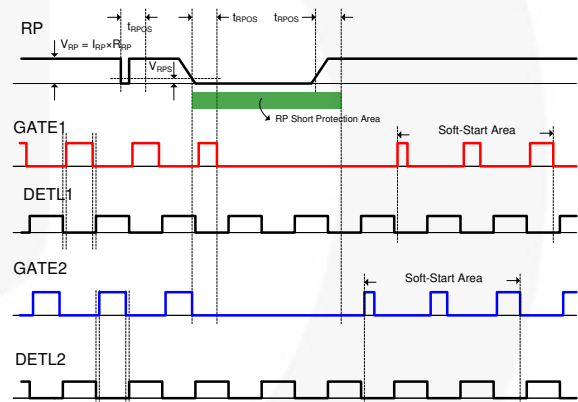 tRPOS
tRPOS
tRPOS
RP
VRP = IRP×RRP
VRPS
RP Short Protection Area
GATE1
Soft-Start Area
DETL1
GATE2
Soft-Start Area
DETL2